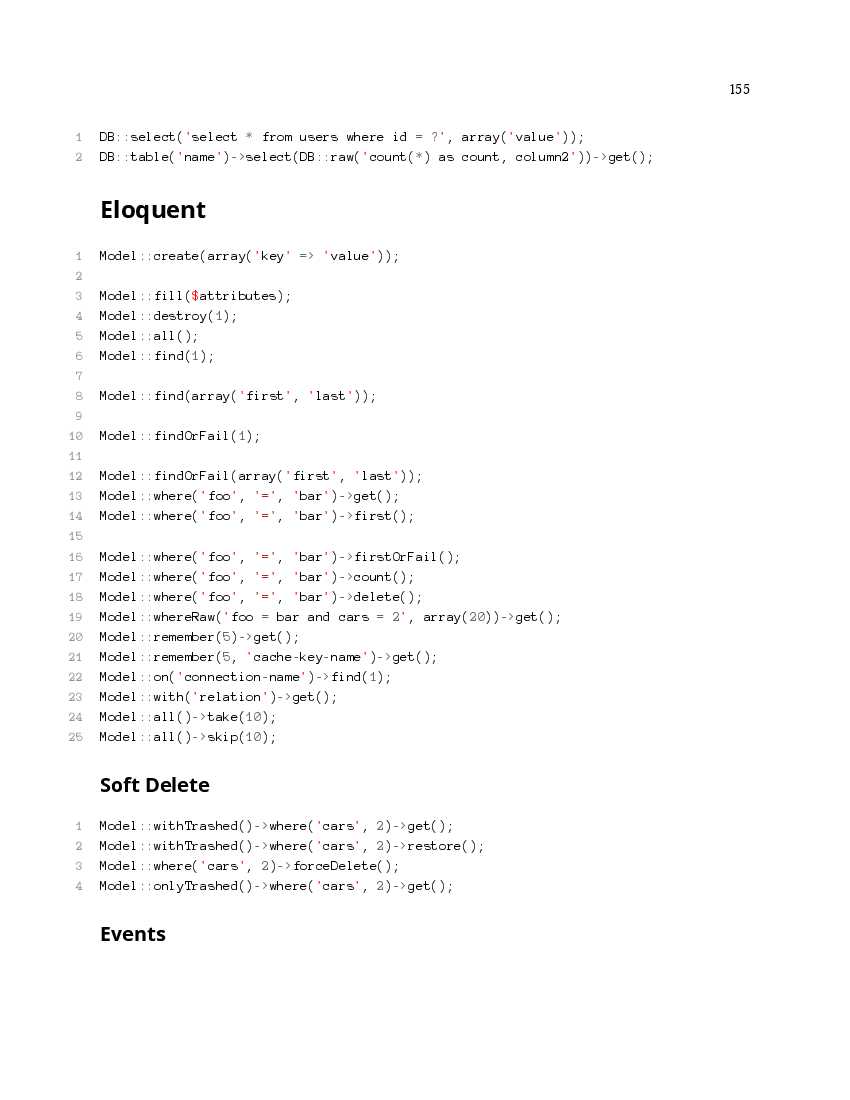 155
1 DB::select('select * from users where id = ?', array('value'));
2 DB::table('name')->select(DB::raw('count(*) as count, column2'))->get();
Eloquent
1 Model::create(array('key' => 'value'));
2
3 Model::fill($attributes);
4 Model::destroy(1);
5 Model::all();
6 Model::find(1);
7
8 Model::find(array('first', 'last'));
9
10 Model::findOrFail(1);
11
12 Model::findOrFail(array('first', 'last'));
13 Model::where('foo', '=', 'bar')->get();
14 Model::where('foo', '=', 'bar')->first();
15
16 Model::where('foo', '=', 'bar')->firstOrFail();
17 Model::where('foo', '=', 'bar')->count();
18 Model::where('foo', '=', 'bar')->delete();
19 Model::whereRaw('foo = bar and cars = 2', array(20))->get();
20 Model::remember(5)->get();
21 Model::remember(5, 'cache-key-name')->get();
22 Model::on('connection-name')->find(1);
23 Model::with('relation')->get();
24 Model::all()->take(10);
25 Model::all()->skip(10);
Soft Delete
1 Model::withTrashed()->where('cars', 2)->get();
2 Model::withTrashed()->where('cars', 2)->restore();
3 Model::where('cars', 2)->forceDelete();
4 Model::onlyTrashed()->where('cars', 2)->get();
Events